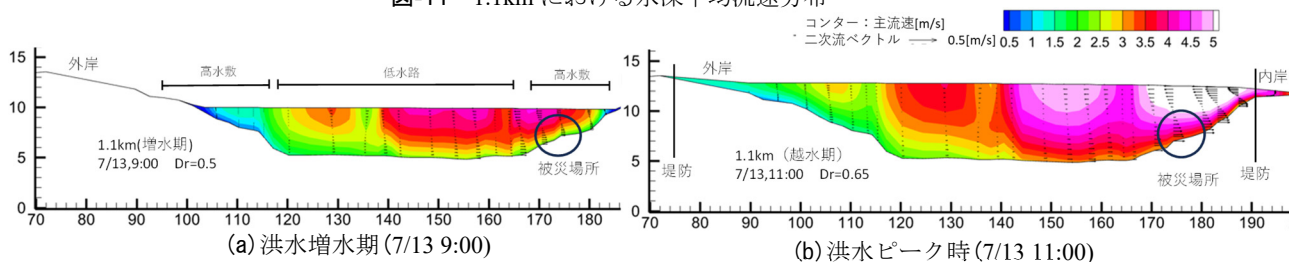 図-11 1.1km における水深平均流速分布
コンター：主流速[m/s]
二次流ベクトル 0.5[m/s]
0.5 1 1.5 2 2.5 3 3.5 4 4.5 5
15
10
5
0
外岸
高水敷
低水路
高水敷
1.1km(増水期)
7/13,9:00 Dr=0.5
被災場所
70 80 90 100 110 120 130 140 150 160 170 180
(a)洪水増水期(7/13 9:00)
15
10
5
0
外岸
内岸
1.1km（越水期）
7/13,11:00 Dr=0.65
堤防
被災場所
堤防
70 80 90 100 110 120 130 140 150 160 170 180 190
(b)洪水ピーク時(7/13 11:00)